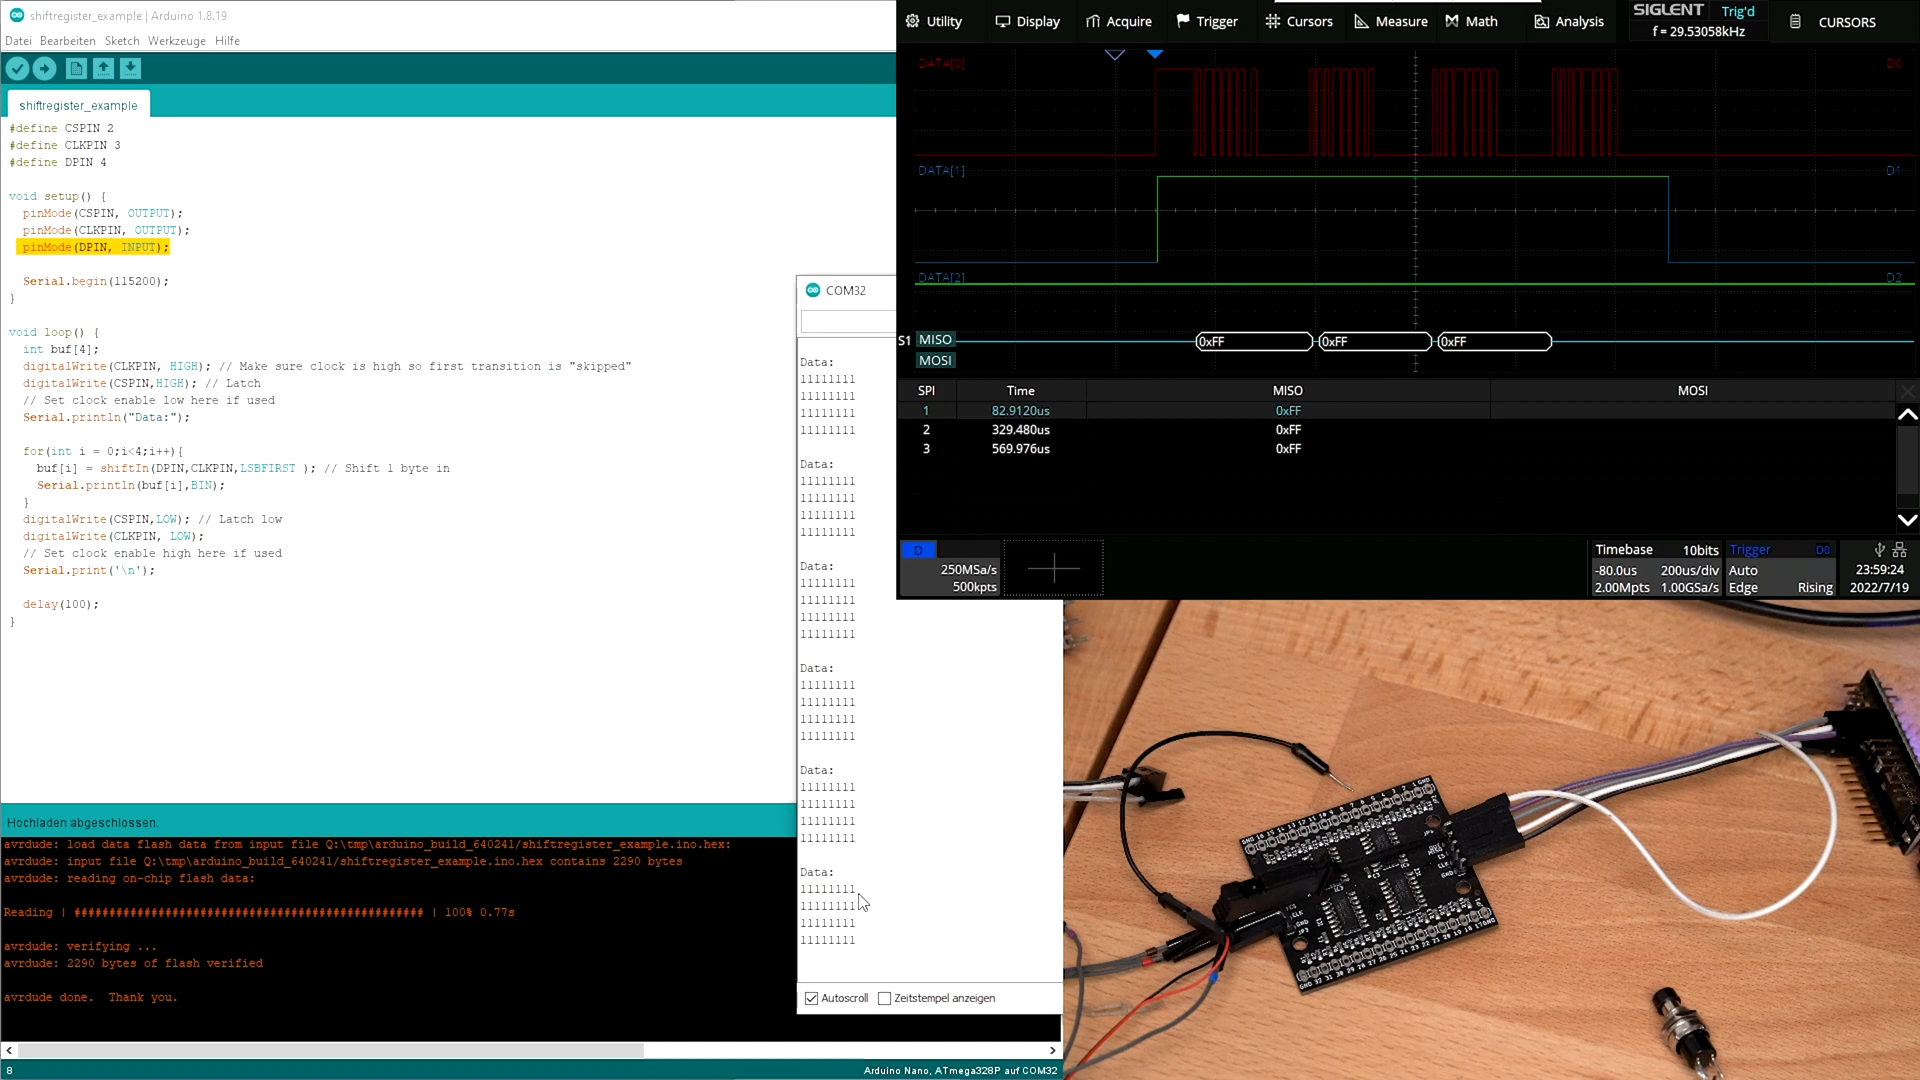 shiftregister_example | Arduino 1.8.19
Datei Bearbeiten Sketch Werkzeuge Hilfe
shiftregister_example
#define CSPIN 2
#define CLKPIN 3
#define DPIN 4
void setup() {
pinMode(CSPIN, OUTPUT);
pinMode(CLKPIN, OUTPUT);
pinMode(DPIN, INPUT);
Serial.begin(115200);
}
void loop() {
int buf[4];
digitalWrite(CLKPIN, HIGH); // Make sure clock is high so first transition is "skipped"
digitalWrite(CSPIN,HIGH); // Latch
// Set clock enable low here if used
Serial.println("Data:");
for(int i = 0;i<4;i++){
buf[i] = shiftIn(DPIN,CLKPIN,LSBFIRST ); // Shift 1 byte in
Serial.println(buf[i],BIN);
}
digitalWrite(CSPIN,LOW); // Latch low
digitalWrite(CLKPIN, LOW);
// Set clock enable high here if used
Serial.print('\n');
delay(100);
}
Hochladen abgeschlossen.
avrdude: load data flash data from input file Q:\tmp\arduino_build_640241/shiftregister_example.ino.hex:
avrdude: input file Q:\tmp\arduino_build_640241/shiftregister_example.ino.hex contains 2290 bytes
avrdude: reading on-chip flash data:
Reading | ################################################## | 100% 0.77s
avrdude: verifying ...
avrdude: 2290 bytes of flash verified
avrdude done.  Thank you.
8
Arduino Nano, ATmega328P auf COM32
COM32
Data:
11111111
11111111
11111111
11111111
Data:
11111111
11111111
11111111
11111111
Data:
11111111
11111111
11111111
11111111
Data:
11111111
11111111
11111111
11111111
Data:
11111111
11111111
11111111
11111111
Data:
11111111
11111111
11111111
11111111
Autoscroll Zeitstempel anzeigen
Utility Display Acquire Trigger Cursors Measure Math Analysis
SIGLENT Trig'd
f = 29.53058kHz
CURSORS
DATA[0] D0
DATA[1] D1
DATA[2] D2
S1 MISO 0xFF 0xFF 0xFF
MOSI
SPI Time MISO MOSI
1 82.9120us 0xFF
2 329.480us 0xFF
3 569.976us 0xFF
D
250MSa/s
500kpts
Timebase 10bits
-80.0us 200us/div
2.00Mpts 1.00GSa/s
Trigger D0
Auto
Edge Rising
23:59:24
2022/7/19